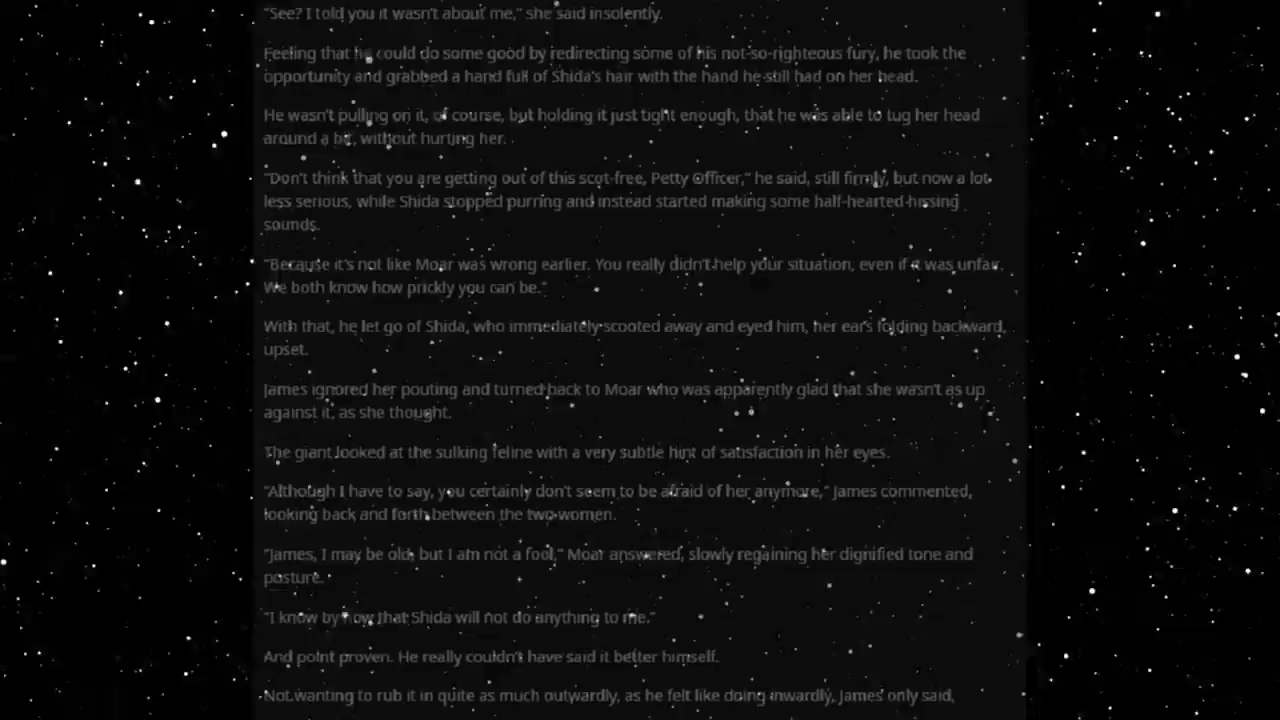 "See? I told you it wasn't about me," she said insolently.
Feeling that he could do some good by redirecting some of his not-so-righteous fury, he took the
opportunity and grabbed a hand full of Shida's hair with the hand he still had on her head.
He wasn't pulling on it, of course, but holding it just tight enough, that he was able to tug her head
around a bit, without hurting her.
"Don't think that you are getting out of this scot-free, Petty Officer," he said, still firmly, but now a lot
less serious, while Shida stopped purring and instead started making some half-hearted hissing
sounds.
"Because it's not like Moar was wrong earlier. You really didn't help your situation, even if it was unfair.
We both know how prickly you can be."
With that, he let go of Shida, who immediately scooted away and eyed him, her ears folding backward,
upset.
James ignored her pouting and turned back to Moar who was apparently glad that she wasn't as up
against it, as she thought.
The giant looked at the sulking feline with a very subtle hint of satisfaction in her eyes.
"Although I have to say, you certainly don't seem to be afraid of her anymore," James commented,
looking back and forth between the two women.
"James, I may be old, but I am not a fool," Moar answered, slowly regaining her dignified tone and
posture.
"I know by now that Shida will not do anything to me."
And point proven. He really couldn't have said it better himself.
Not wanting to rub it in quite as much outwardly, as he felt like doing inwardly, James only said,